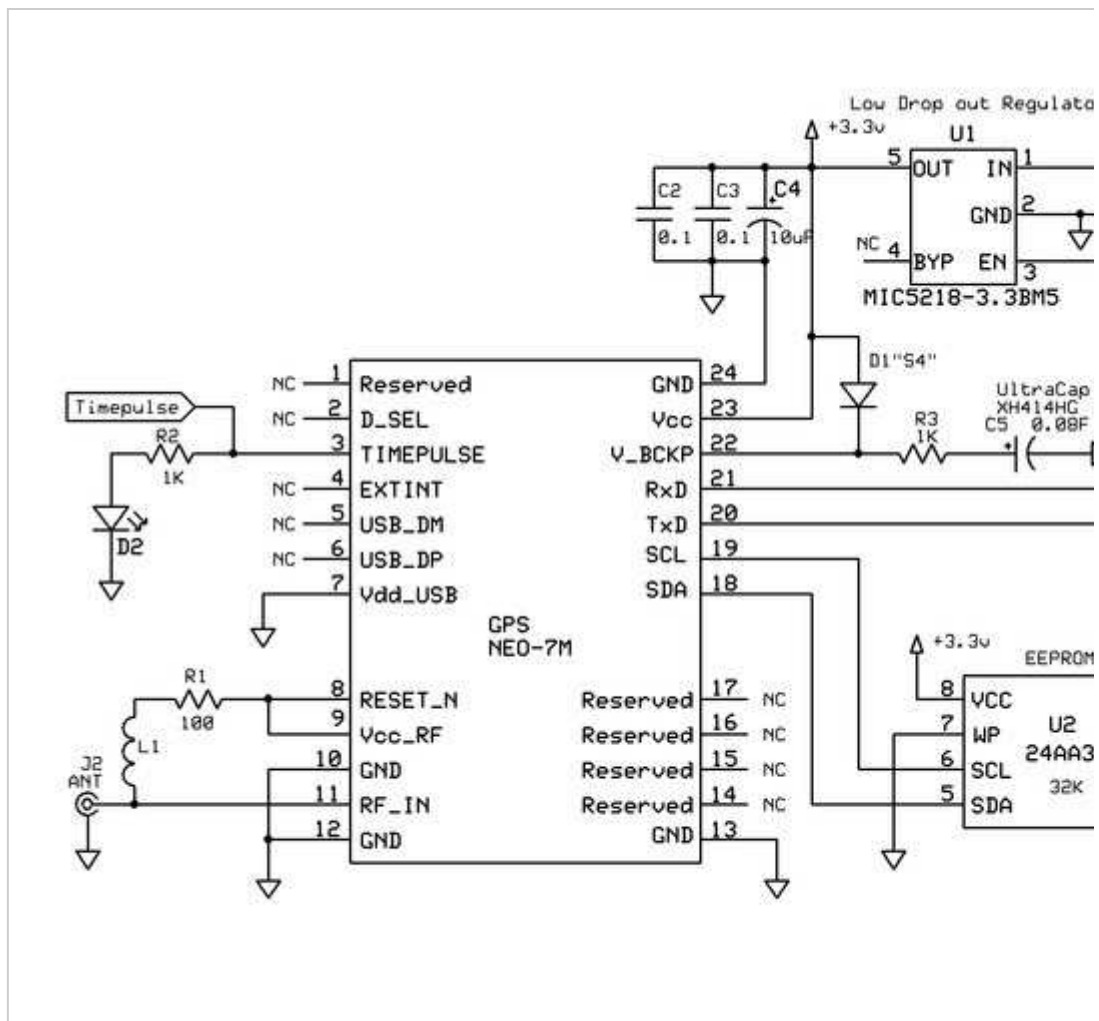 Low Drop out Regulato
+3.3v
U1
5 OUT IN 1
GND 2
NC 4 BYP EN 3
MIC5218-3.3BM5
C2 0.1
C3 0.1
+ C4 10uF
D1"S4"
UltraCap
XH414HG
C5 0.08F
+
R3
1K
Timepulse
R2
1K
D2
NC 1 Reserved
NC 2 D_SEL
3 TIMEPULSE
NC 4 EXTINT
NC 5 USB_DM
NC 6 USB_DP
7 Vdd_USB
GPS
NEO-7M
8 RESET_N
9 Vcc_RF
10 GND
11 RF_IN
12 GND
GND 24
Vcc 23
V_BCKP 22
RxD 21
TxD 20
SCL 19
SDA 18
Reserved 17 NC
Reserved 16 NC
Reserved 15 NC
Reserved 14 NC
GND 13
R1
100
L1
J2
ANT
+3.3v
EEPROM
8 VCC
7 WP
6 SCL
5 SDA
U2
24AA3
32K